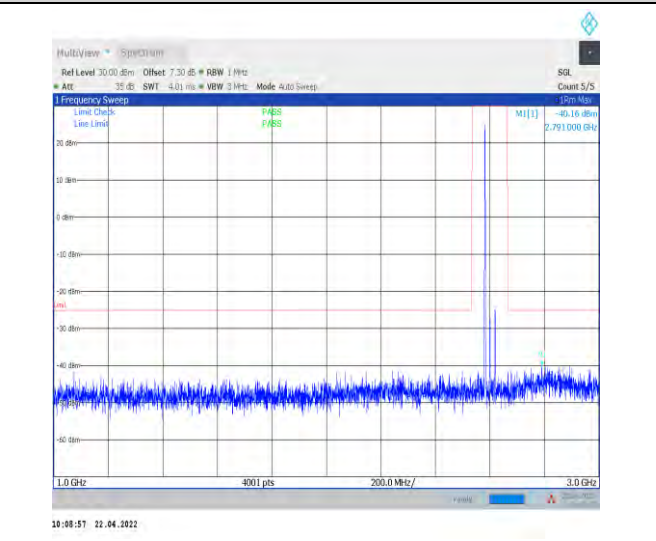 MultiView Spectrum
Ref Level 30.00 dBm Offset 7.30 dB RBW 1 MHz SGL
Att 35 dB SWT 4.01 ms VBW 3 MHz Mode Auto Sweep Count 5/5
1 Frequency Sweep 1Rm Max
Limit Check PASS M1[1] -40.16 dBm
Line Limit PASS 2.791000 GHz
20 dBm
10 dBm
0 dBm
-10 dBm
-20 dBm
-30 dBm
-40 dBm
-60 dBm
1.0 GHz 4001 pts 200.0 MHz/ 3.0 GHz
10:08:57 22.04.2022